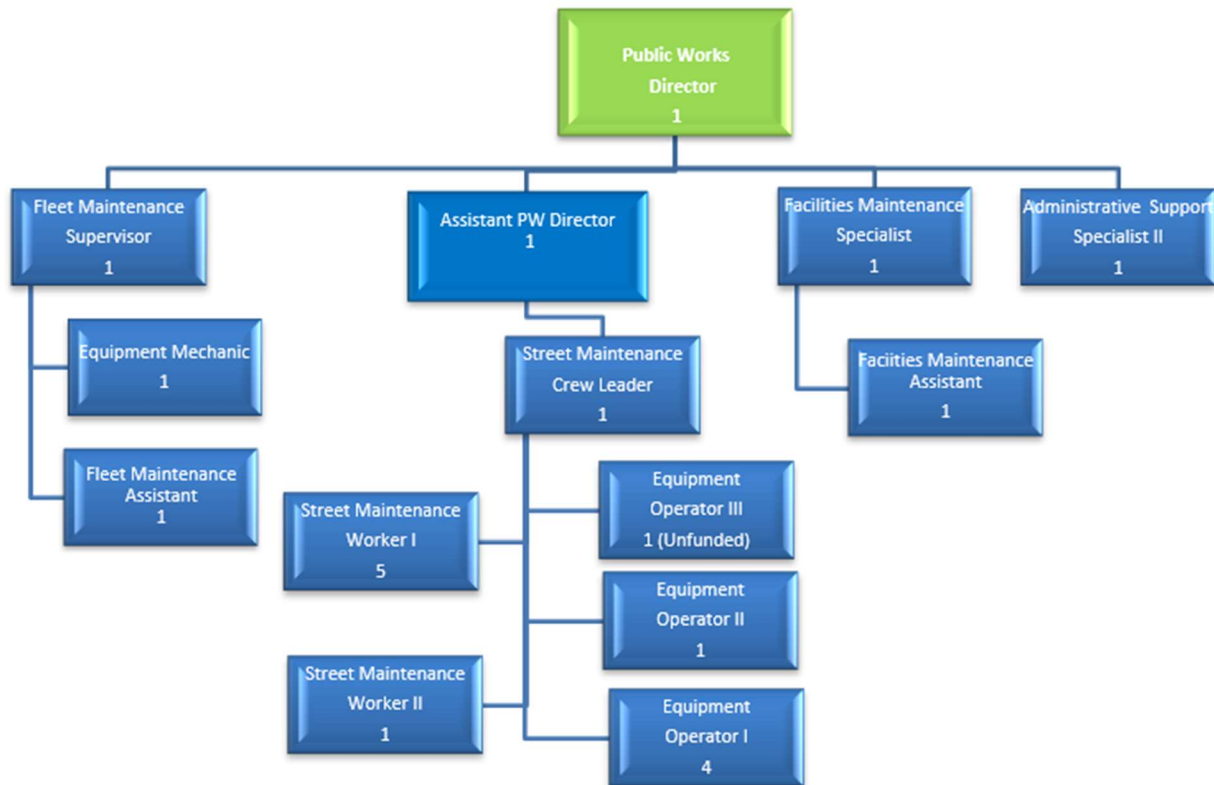 Public Works
Director
1
Fleet Maintenance
Supervisor
1
Assistant PW Director
1
Facilities Maintenance
Specialist
1
Administrative Support
Specialist II
1
Equipment Mechanic
1
Fleet Maintenance
Assistant
1
Street Maintenance
Crew Leader
1
Faciities Maintenance
Assistant
1
Street Maintenance
Worker I
5
Street Maintenance
Worker II
1
Equipment
Operator III
1 (Unfunded)
Equipment
Operator II
1
Equipment
Operator I
4